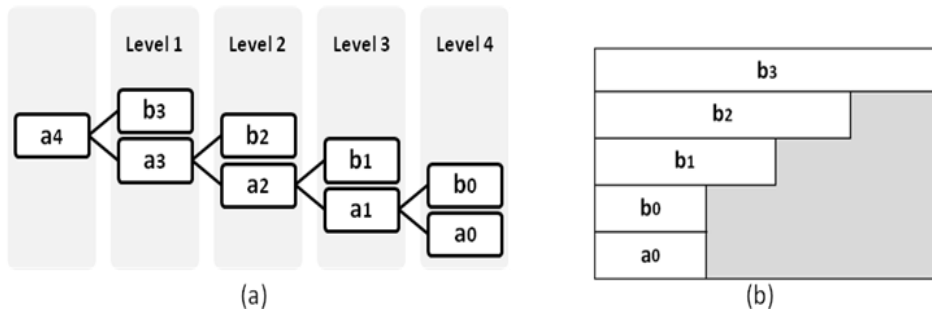 Level 1 Level 2 Level 3 Level 4
a4 b3 a3 b2 a2 b1 a1 b0 a0
(a)
b3
b2
b1
b0
a0
(b)